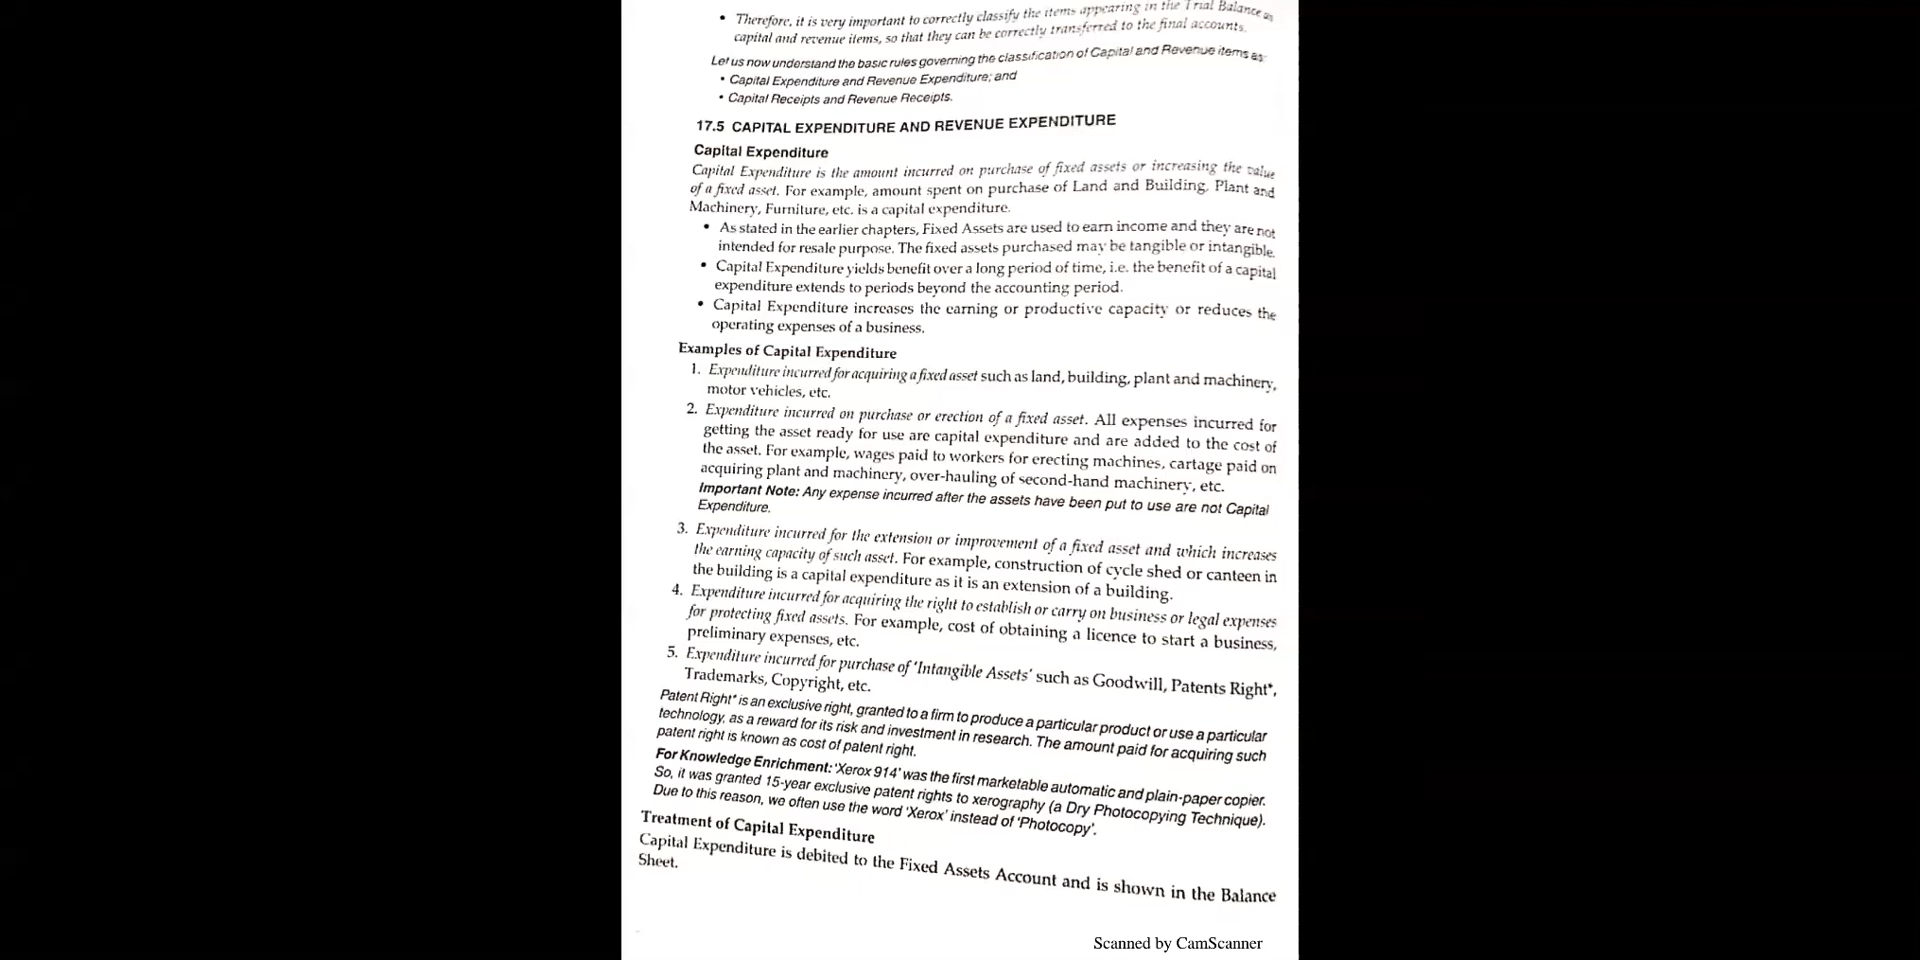 • Therefore, it is very important to correctly classify the items appearing in the Trial Balance as
capital and revenue items, so that they can be correctly transferred to the final accounts.
Let us now understand the basic rules governing the classification of Capital and Revenue items as:
• Capital Expenditure and Revenue Expenditure; and
• Capital Receipts and Revenue Receipts.
17.5 CAPITAL EXPENDITURE AND REVENUE EXPENDITURE
Capital Expenditure
Capital Expenditure is the amount incurred on purchase of fixed assets or increasing the value
of a fixed asset. For example, amount spent on purchase of Land and Building, Plant and
Machinery, Furniture, etc. is a capital expenditure.
• As stated in the earlier chapters, Fixed Assets are used to earn income and they are not
intended for resale purpose. The fixed assets purchased may be tangible or intangible.
• Capital Expenditure yields benefit over a long period of time, i.e. the benefit of a capital
expenditure extends to periods beyond the accounting period.
• Capital Expenditure increases the earning or productive capacity or reduces the
operating expenses of a business.
Examples of Capital Expenditure
1. Expenditure incurred for acquiring a fixed asset such as land, building, plant and machinery,
motor vehicles, etc.
2. Expenditure incurred on purchase or erection of a fixed asset. All expenses incurred for
getting the asset ready for use are capital expenditure and are added to the cost of
the asset. For example, wages paid to workers for erecting machines, cartage paid on
acquiring plant and machinery, over-hauling of second-hand machinery, etc.
Important Note: Any expense incurred after the assets have been put to use are not Capital
Expenditure.
3. Expenditure incurred for the extension or improvement of a fixed asset and which increases
the earning capacity of such asset. For example, construction of cycle shed or canteen in
the building is a capital expenditure as it is an extension of a building.
4. Expenditure incurred for acquiring the right to establish or carry on business or legal expenses
for protecting fixed assets. For example, cost of obtaining a licence to start a business,
preliminary expenses, etc.
5. Expenditure incurred for purchase of 'Intangible Assets' such as Goodwill, Patents Right*,
Trademarks, Copyright, etc.
Patent Right* is an exclusive right, granted to a firm to produce a particular product or use a particular
technology, as a reward for its risk and investment in research. The amount paid for acquiring such
patent right is known as cost of patent right.
For Knowledge Enrichment: 'Xerox 914' was the first marketable automatic and plain-paper copier.
So, it was granted 15-year exclusive patent rights to xerography (a Dry Photocopying Technique).
Due to this reason, we often use the word 'Xerox' instead of 'Photocopy'.
Treatment of Capital Expenditure
Capital Expenditure is debited to the Fixed Assets Account and is shown in the Balance
Sheet.
Scanned by CamScanner